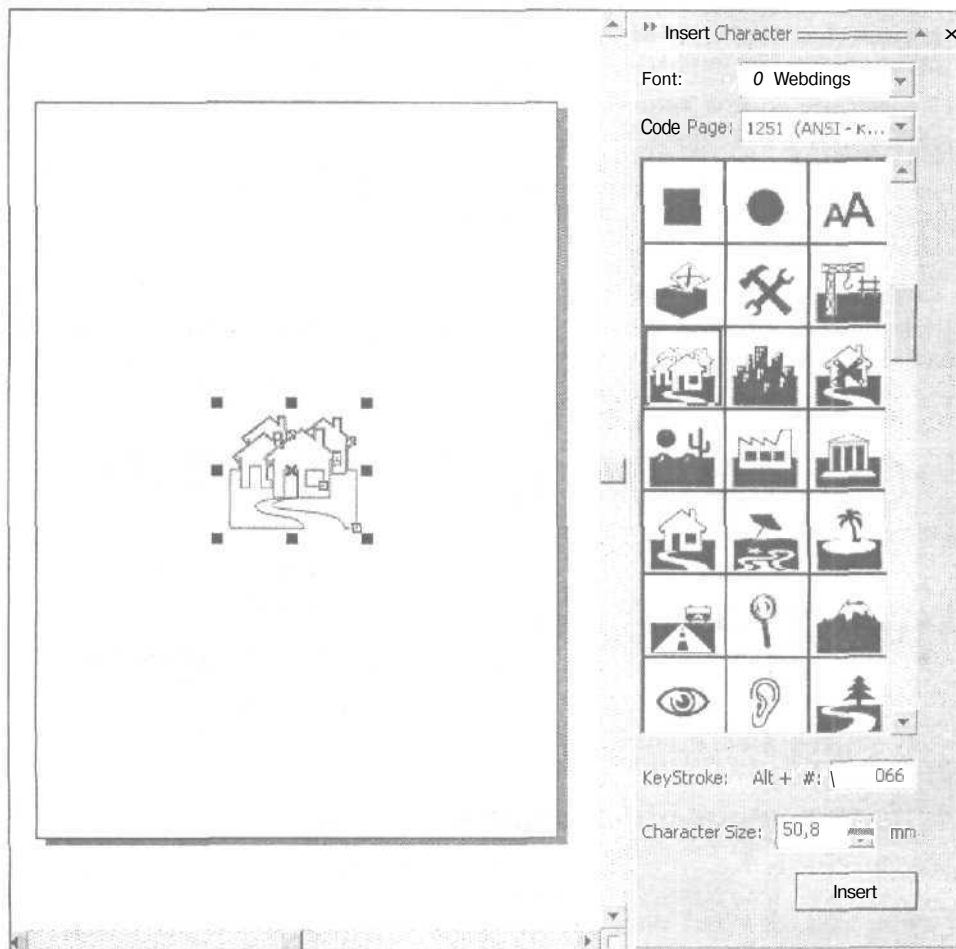 Insert Character
Font: 0 Webdings
Code Page: 1251 (ANSI - к...
AA
KeyStroke: Alt + #: \ 066
Character Size: 50,8 mm
Insert